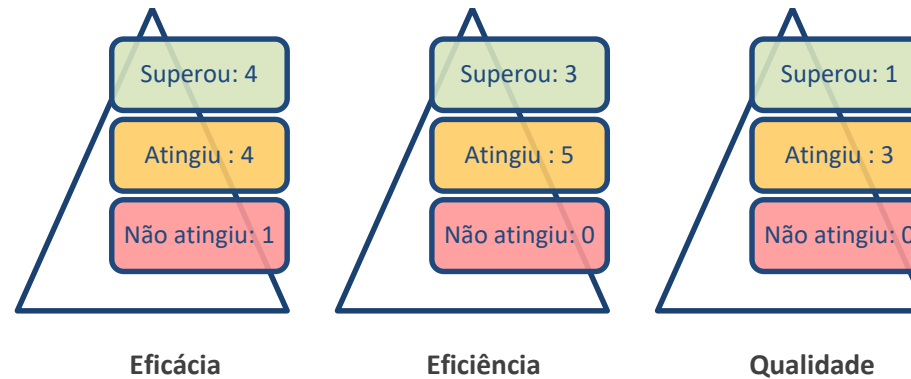 Superou: 4
Atingiu : 4
Não atingiu: 1
Eficácia
Superou: 3
Atingiu : 5
Não atingiu: 0
Eficiência
Superou: 1
Atingiu : 3
Não atingiu: 0
Qualidade